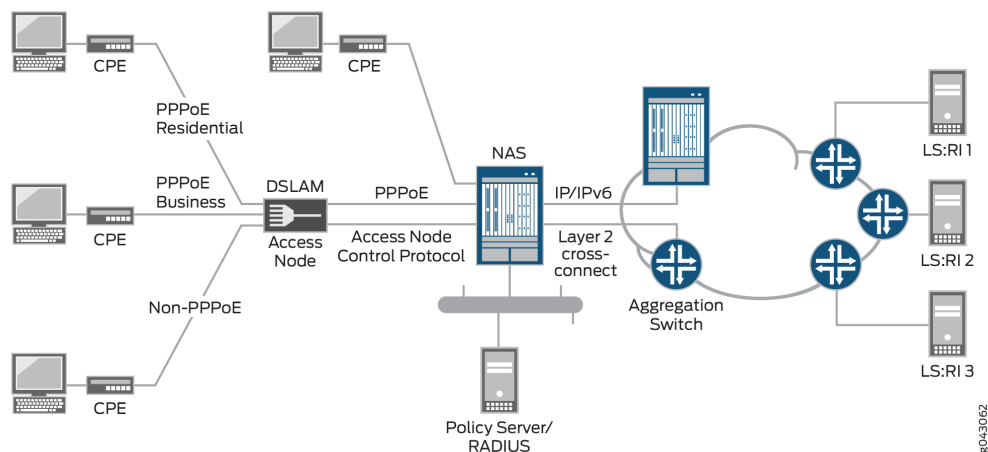 CPE
CPE
PPPoE
Residential
NAS
LS:RI 1
PPPoE
Business
DSLAM
PPPoE
IP/IPv6
CPE
Access
Node
Access Node
Control Protocol
Layer 2
cross-
connect
LS:RI 2
Non-PPPoE
Aggregation
Switch
LS:RI 3
CPE
Policy Server/
RADIUS
g043062